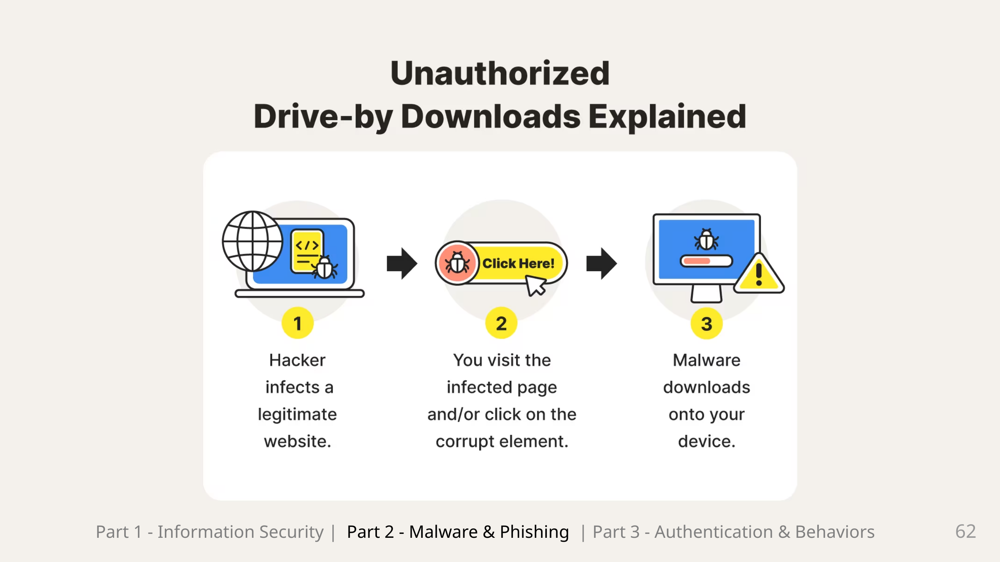 Unauthorized
Drive-by Downloads Explained
</>
Click Here!
1
2
3
Hacker
infects a
legitimate
website.
You visit the
infected page
and/or click on the
corrupt element.
Malware
downloads
onto your
device.
Part 1 - Information Security | Part 2 - Malware & Phishing | Part 3 - Authentication & Behaviors
62